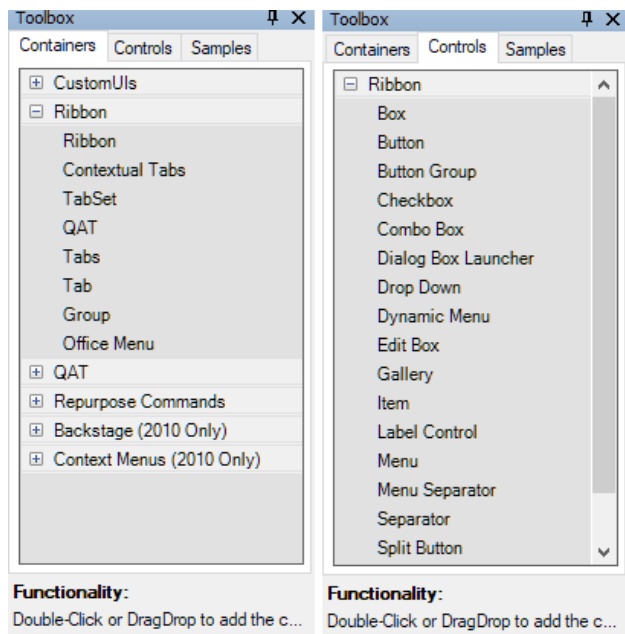 Toolbox
Containers Controls Samples
CustomUIs
Ribbon
Ribbon
Contextual Tabs
TabSet
QAT
Tabs
Tab
Group
Office Menu
QAT
Repurpose Commands
Backstage (2010 Only)
Context Menus (2010 Only)
Functionality:
Double-Click or DragDrop to add the c...
Toolbox
Containers Controls Samples
Ribbon
Box
Button
Button Group
Checkbox
Combo Box
Dialog Box Launcher
Drop Down
Dynamic Menu
Edit Box
Gallery
Item
Label Control
Menu
Menu Separator
Separator
Split Button
Functionality:
Double-Click or DragDrop to add the c...